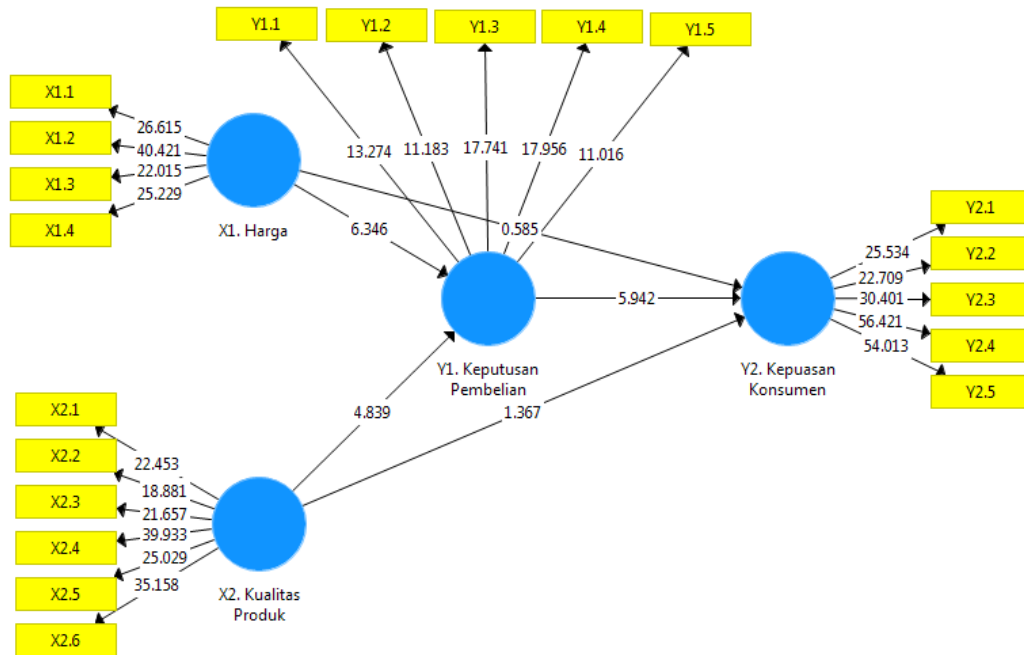 Y1.1
Y1.2
Y1.3
Y1.4
Y1.5
X1.1
X1.2
X1.3
X1.4
26.615
40.421
22.015
25.229
X1. Harga
13.274
11.183
17.741
17.956
11.016
6.346
0.585
Y1. Keputusan
Pembelian
5.942
Y2. Kepuasan
Konsumen
25.534
22.709
30.401
56.421
54.013
Y2.1
Y2.2
Y2.3
Y2.4
Y2.5
4.839
1.367
X2.1
X2.2
X2.3
X2.4
X2.5
X2.6
22.453
18.881
21.657
39.933
25.029
35.158
X2. Kualitas
Produk